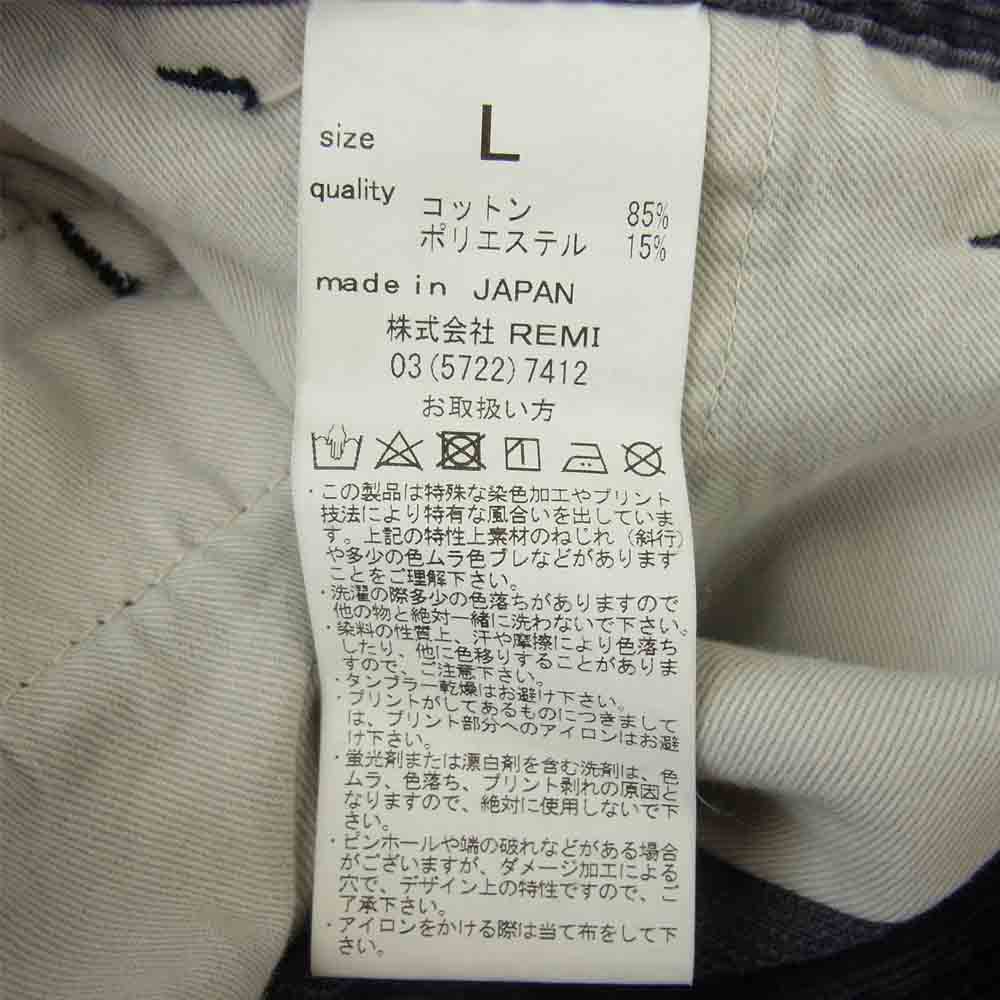 size L
quality コットン 85%
ポリエステル 15%
made in JAPAN
株式会社 REMI
03(5722)7412
お取扱い方
・この製品は特殊な染色加工やプリント
技法により特有な風合いを出していま
す。上記の特性上素材のねじれ(斜行)
や多少の色ムラ色ブレなどがあります
ことをご理解下さい。
・洗濯の際多少の色落ちがありますので
他の物と絶対一緒に洗わないで下さい。
・染料の性質上、汗や摩擦により色落ち
したり、他に色移りすることがありま
すので、ご注意下さい。
・タンブラー乾燥はお避け下さい。
・プリントがしてあるものにつきまして
は、プリント部分へのアイロンはお避
け下さい。
・蛍光剤または漂白剤を含む洗剤は、色
ムラ、色落ち、プリント剥れの原因と
なりますので、絶対に使用しないで下
さい。
・ピンホールや端の破れなどがある場合
がございますが、ダメージ加工による
穴で、デザイン上の特性ですので、ご
了承下さい。
・アイロンをかける際は当て布をして下
さい。